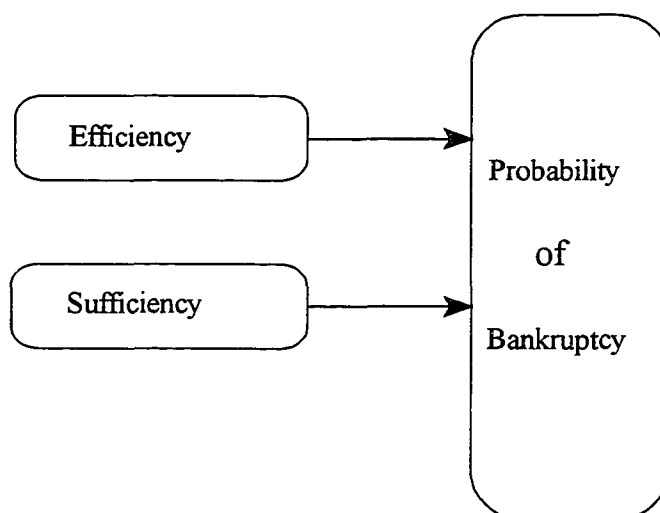 Efficiency
Sufficiency
Probability
of
Bankruptcy